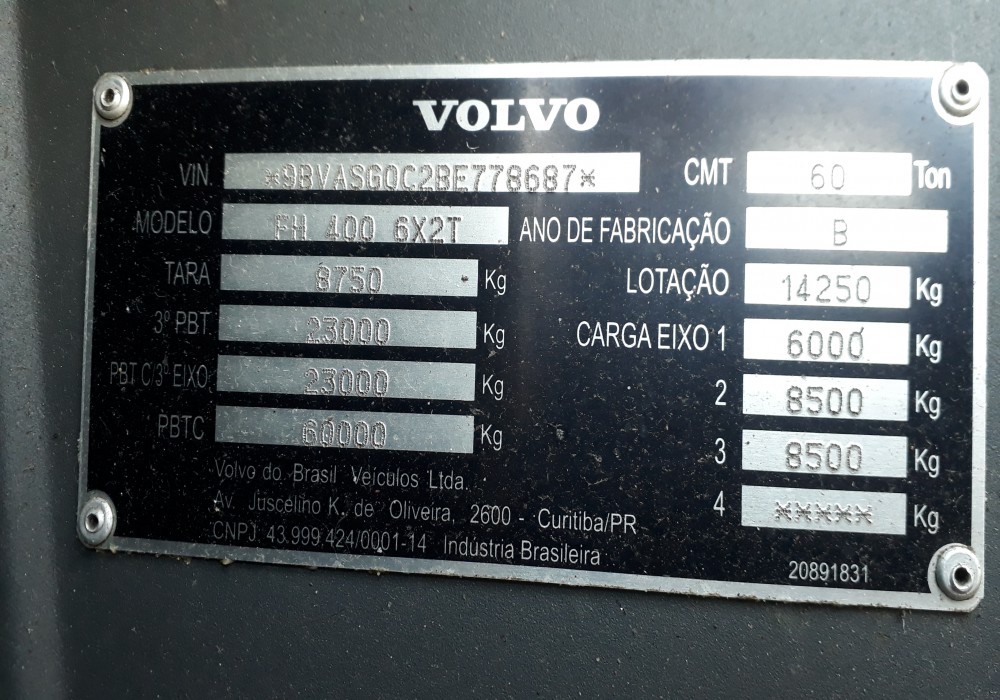 VOLVO
VIN *9BVASG0C2BE778687*
CMT 60 Ton
MODELO FH 400 6X2T
ANO DE FABRICAÇÃO B
TARA 8750 Kg
LOTAÇÃO 14250 Kg
3º PBT 23000 Kg
CARGA EIXO 1 6000 Kg
PBT C/3º EIXO 23000 Kg
2 8500 Kg
PBTC 60000 Kg
3 8500 Kg
4 ***** Kg
Volvo do Brasil Veículos Ltda.
Av. Juscelino K. de Oliveira, 2600 - Curitiba/PR
CNPJ 43.999.424/0001-14 Indústria Brasileira
20891831